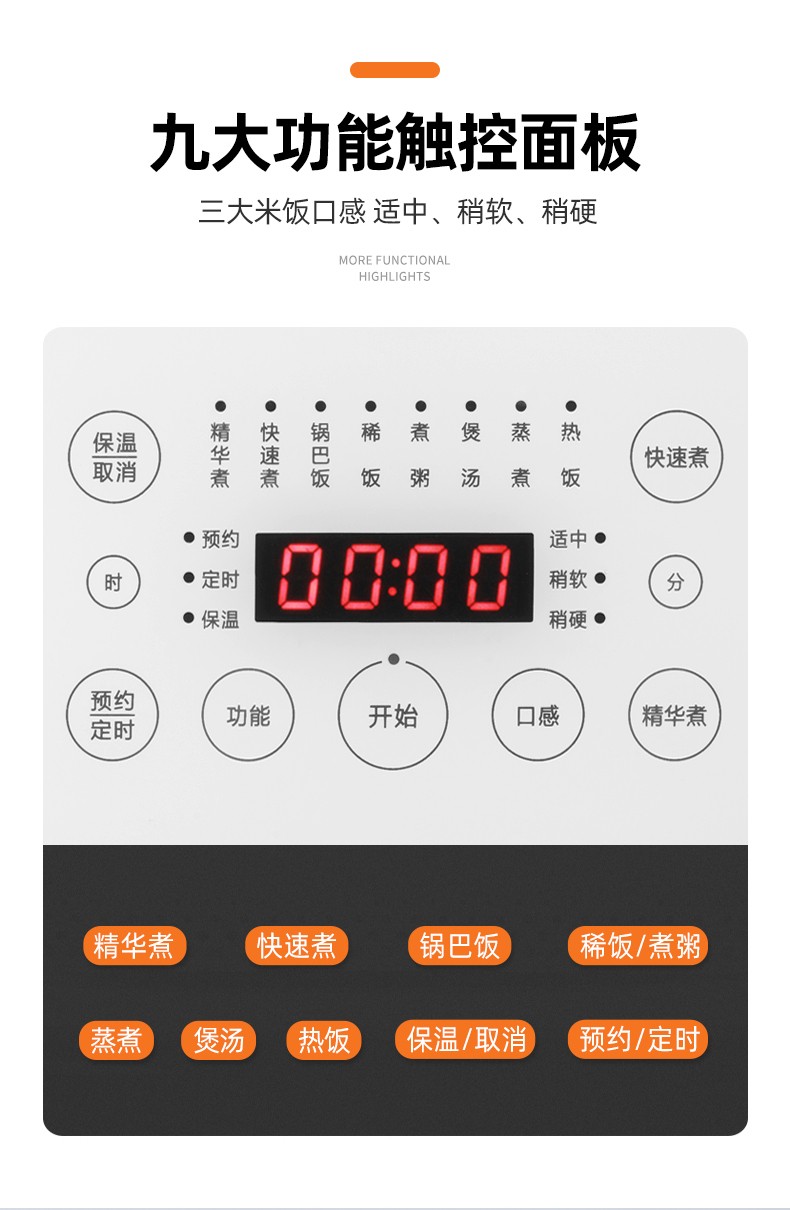 九大功能触控面板
三大米饭口感 适中、稍软、稍硬
MORE FUNCTIONAL
HIGHLIGHTS
保温
取消
精华煮
快速煮
锅巴饭
稀饭
煮粥
煲汤
蒸煮
热饭
快速煮
时
预约
定时
保温
00:00
适中
稍软
稍硬
分
预约
定时
功能
开始
口感
精华煮
精华煮 快速煮 锅巴饭 稀饭/煮粥
蒸煮 煲汤 热饭 保温/取消 预约/定时